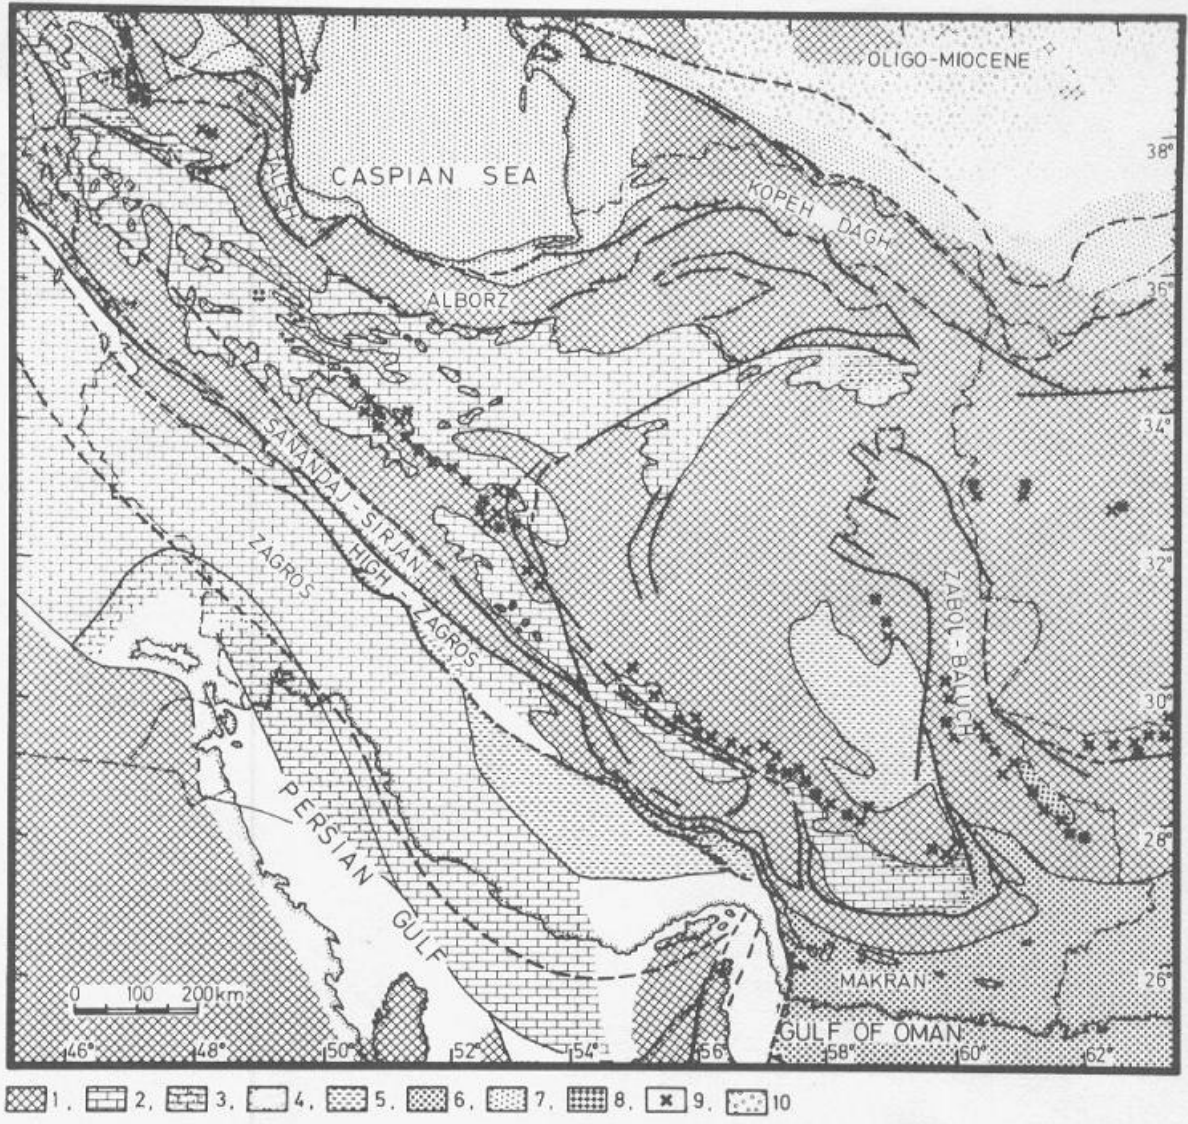 OLIGO-MIOCENE
38°
CASPIAN SEA
TALESH
KOPEH DAGH
36°
ALBORZ
34°
SANANDAJ-SIRJAN
ZAGROS
HIGH-ZAGROS
32°
ZABOL-BALUCH
30°
PERSIAN GULF
28°
26°
MAKRAN
0 100 200km
GULF OF OMAN
46° 48° 50° 52° 54° 56° 58° 60° 62°
1, 2, 3, 4, 5, 6, 7, 8, 9, 10